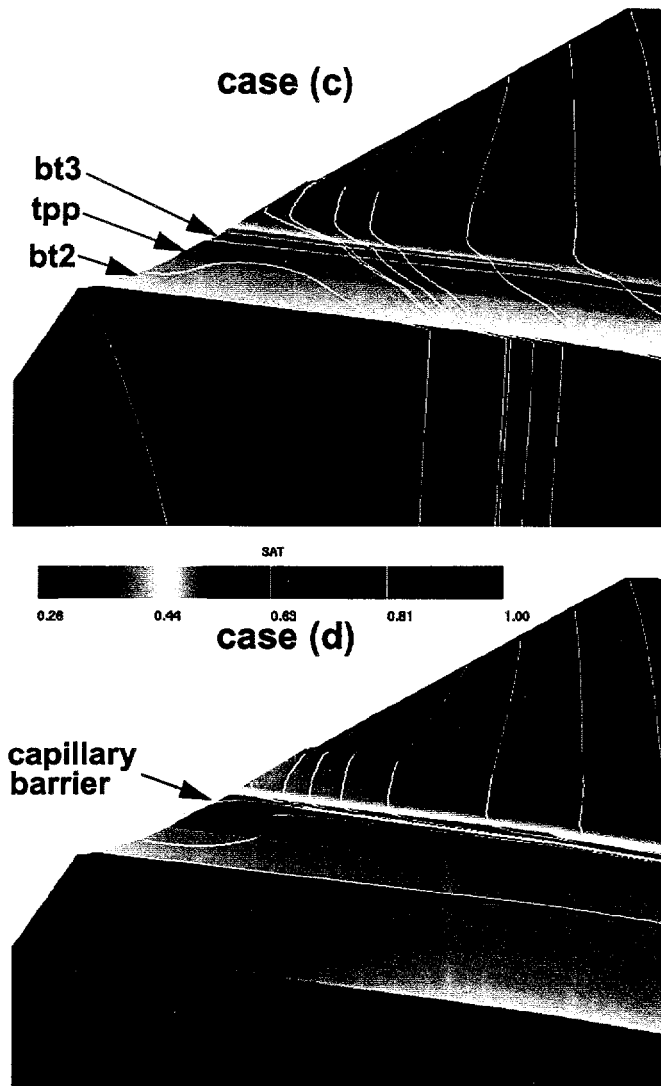 case (c)
bt3
tpp
bt2
SAT
0.26 0.44 0.63 0.81 1.00
case (d)
capillary
barrier